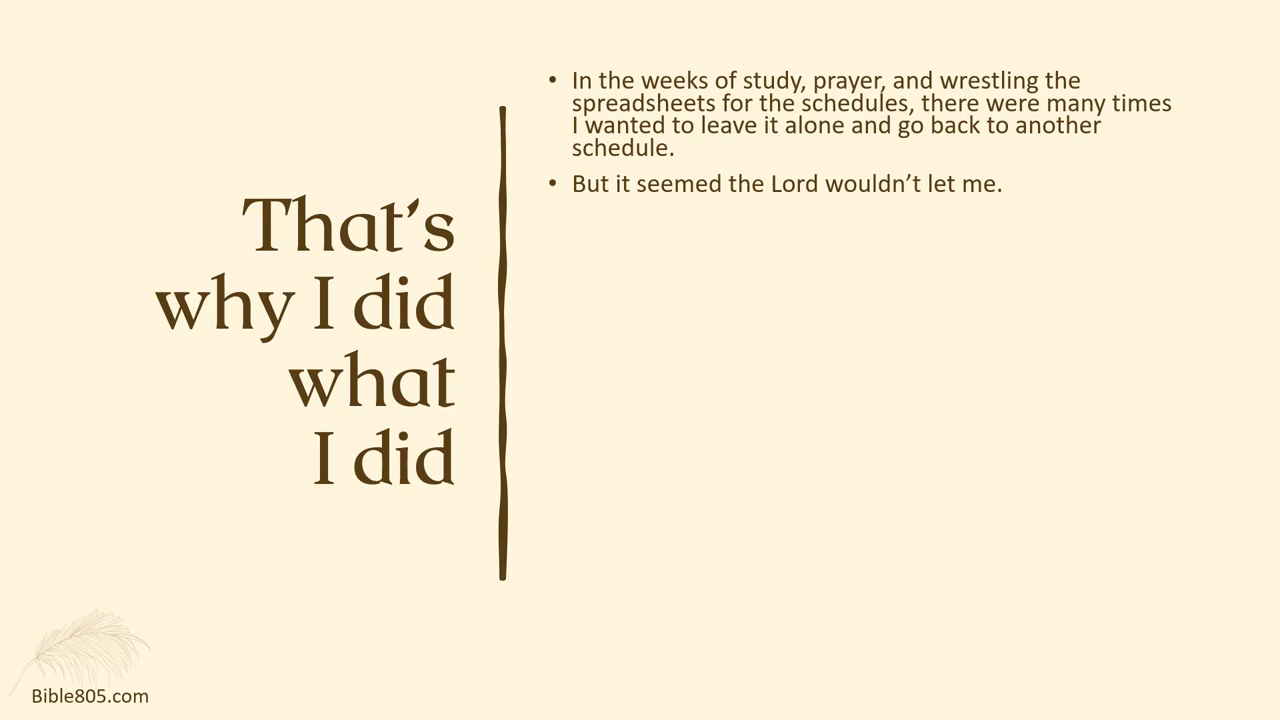 That’s
why I did
what
I did
• In the weeks of study, prayer, and wrestling the
spreadsheets for the schedules, there were many times
I wanted to leave it alone and go back to another
schedule.
• But it seemed the Lord wouldn’t let me.
Bible805.com